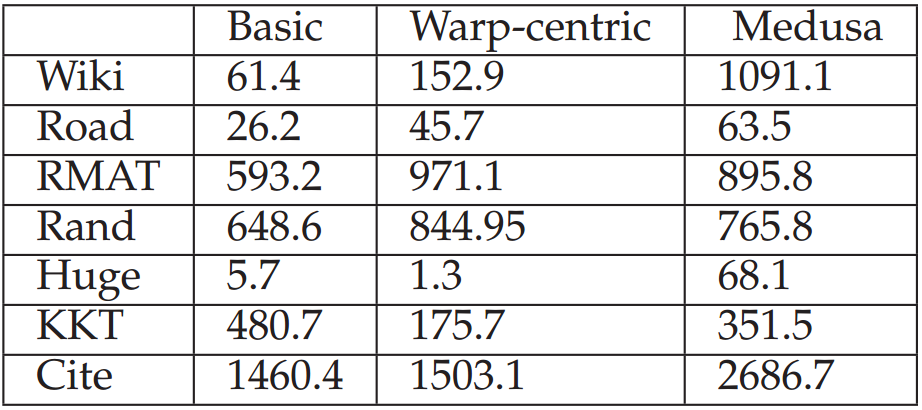 Basic Warp-centric Medusa
Wiki 61.4 152.9 1091.1
Road 26.2 45.7 63.5
RMAT 593.2 971.1 895.8
Rand 648.6 844.95 765.8
Huge 5.7 1.3 68.1
KKT 480.7 175.7 351.5
Cite 1460.4 1503.1 2686.7